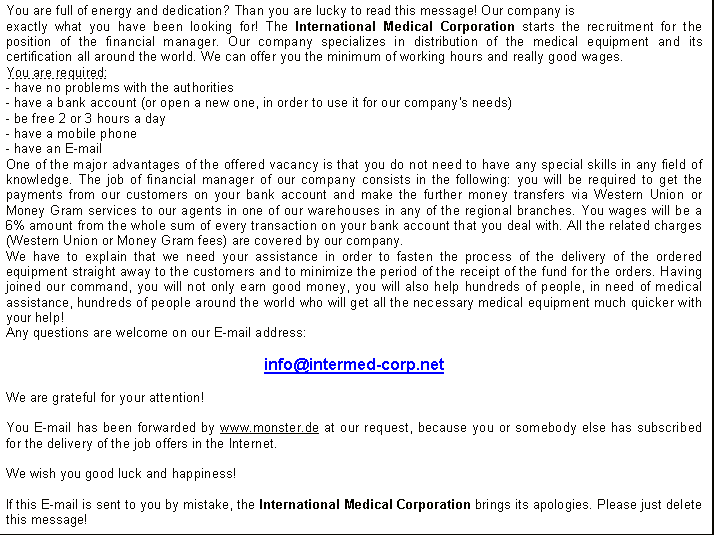 You are full of energy and dedication? Than you are lucky to read this message! Our company is
exactly what you have been looking for! The International Medical Corporation starts the recruitment for the
position of the financial manager. Our company specializes in distribution of the medical equipment and its
certification all around the world. We can offer you the minimum of working hours and really good wages.
You are required:
- have no problems with the authorities
- have a bank account (or open a new one, in order to use it for our company's needs)
- be free 2 or 3 hours a day
- have a mobile phone
- have an E-mail
One of the major advantages of the offered vacancy is that you do not need to have any special skills in any field of
knowledge. The job of financial manager of our company consists in the following: you will be required to get the
payments from our customers on your bank account and make the further money transfers via Western Union or
Money Gram services to our agents in one of our warehouses in any of the regional branches. You wages will be a
6% amount from the whole sum of every transaction on your bank account that you deal with. All the related charges
(Western Union or Money Gram fees) are covered by our company.
We have to explain that we need your assistance in order to fasten the process of the delivery of the ordered
equipment straight away to the customers and to minimize the period of the receipt of the fund for the orders. Having
joined our command, you will not only earn good money, you will also help hundreds of people, in need of medical
assistance, hundreds of people around the world who will get all the necessary medical equipment much quicker with
your help!
Any questions are welcome on our E-mail address:
info@intermed-corp.net
We are grateful for your attention!
You E-mail has been forwarded by www.monster.de at our request, because you or somebody else has subscribed
for the delivery of the job offers in the Internet.
We wish you good luck and happiness!
If this E-mail is sent to you by mistake, the International Medical Corporation brings its apologies. Please just delete
this message!